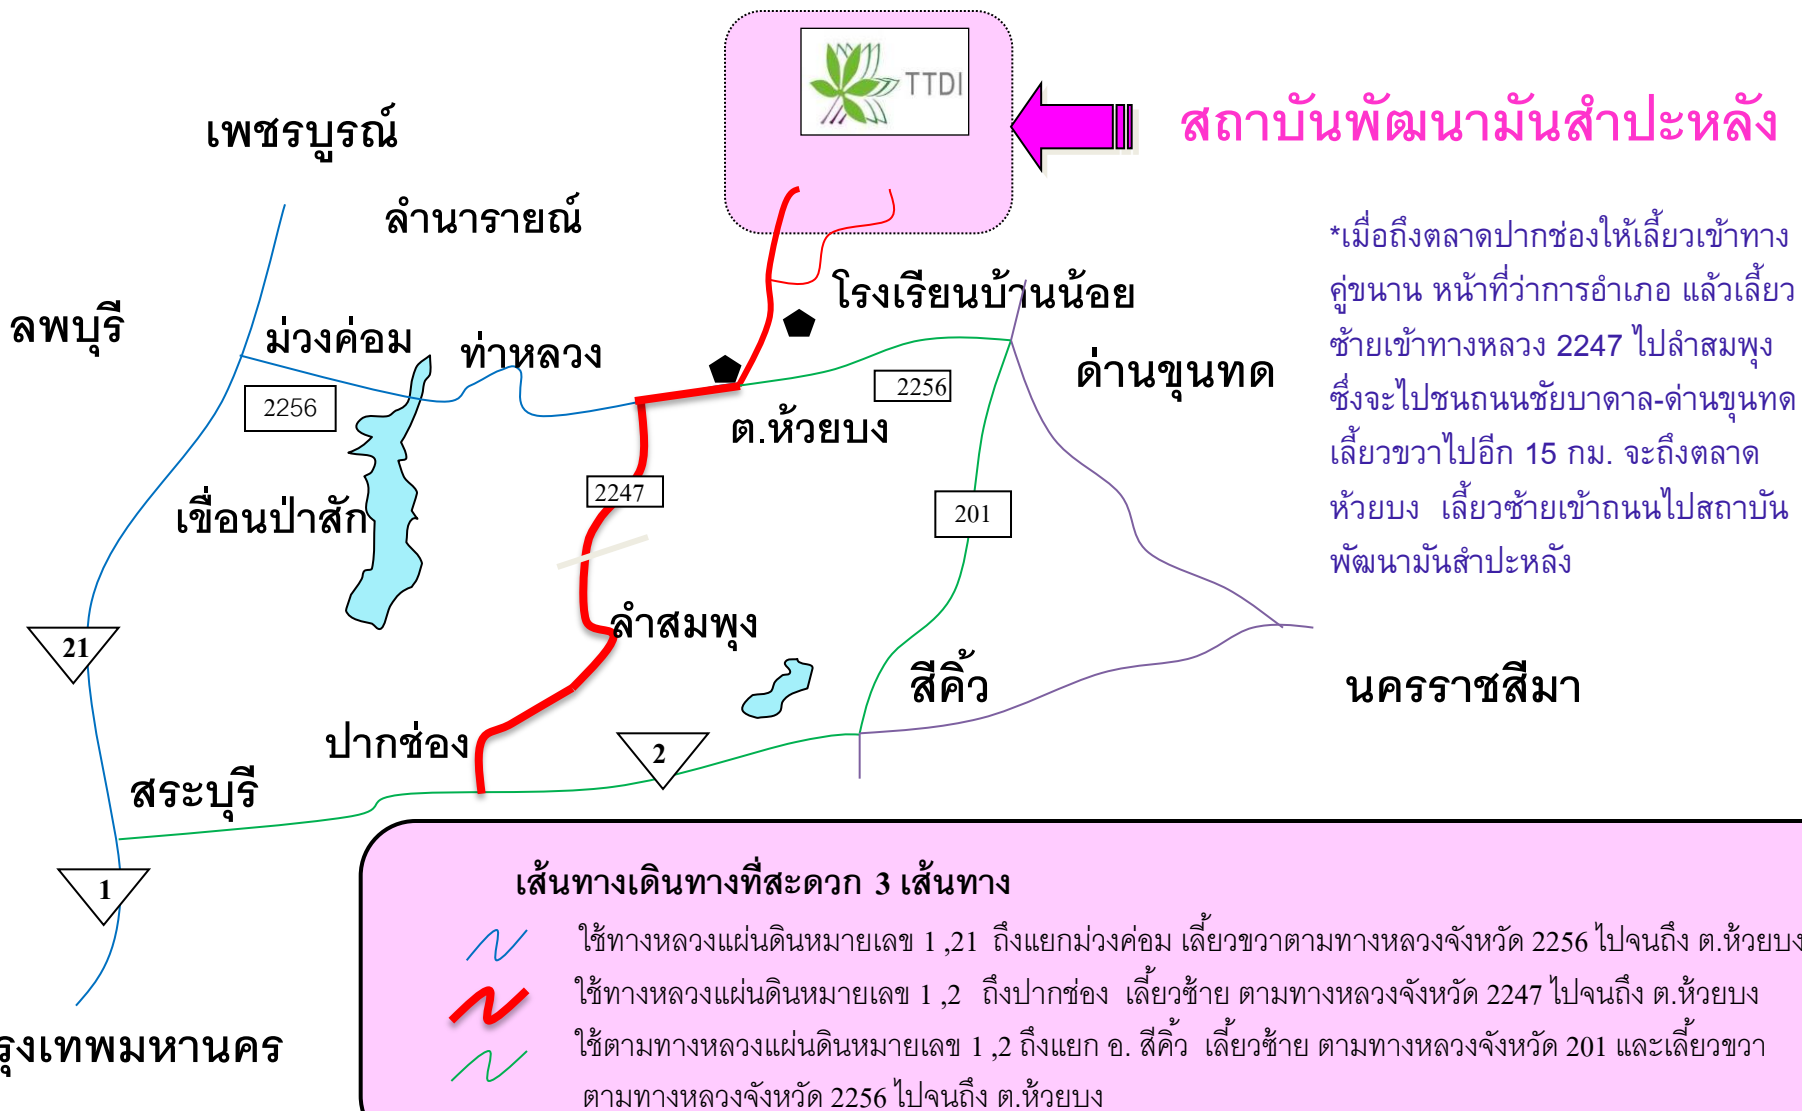 TTDI
สถาบันพัฒนามันสำปะหลัง
เพชรบูรณ์
ลำนารายณ์
*เมื่อถึงตลาดปากช่องให้เลี้ยวเข้าทาง
คู่ขนาน หน้าที่ว่าการอำเภอ แล้วเลี้ยว
ซ้ายเข้าทางหลวง 2247 ไปลำสมพุง
ซึ่งจะไปชนถนนชัยบาดาล-ด่านขุนทด
เลี้ยวขวาไปอีก 15 กม. จะถึงตลาด
ห้วยบง เลี้ยวซ้ายเข้าถนนไปสถาบัน
พัฒนามันสำปะหลัง
โรงเรียนบ้านน้อย
ลพบุรี
ม่วงค่อม
ท่าหลวง
ด่านขุนทด
2256
2256
ต.ห้วยบง
2247
201
เขื่อนป่าสัก
21
ลำสมพุง
สีคิ้ว
นครราชสีมา
ปากช่อง
2
สระบุรี
1
รุงเทพมหานคร
เส้นทางเดินทางที่สะดวก 3 เส้นทาง
ใช้ทางหลวงแผ่นดินหมายเลข 1 ,21 ถึงแยกม่วงค่อม เลี้ยวขวาตามทางหลวงจังหวัด 2256 ไปจนถึง ต.ห้วยบง
ใช้ทางหลวงแผ่นดินหมายเลข 1 ,2 ถึงปากช่อง เลี้ยวซ้าย ตามทางหลวงจังหวัด 2247 ไปจนถึง ต.ห้วยบง
ใช้ตามทางหลวงแผ่นดินหมายเลข 1 ,2 ถึงแยก อ. สีคิ้ว เลี้ยวซ้าย ตามทางหลวงจังหวัด 201 และเลี้ยวขวา
ตามทางหลวงจังหวัด 2256 ไปจนถึง ต.ห้วยบง